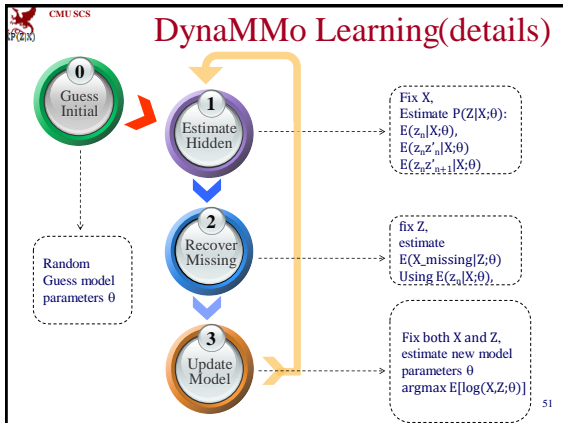 CMU SCS
P(Z|X)
DynaMMo Learning(details)
0
Guess
Initial
1
Estimate
Hidden
Fix X,
Estimate P(Z|X;θ):
E(zₙ|X;θ),
E(zₙz'ₙ|X;θ)
E(zₙz'ₙ₊₁|X;θ)
2
Recover
Missing
fix Z,
estimate
E(X_missing|Z;θ)
Using E(zₙ|X;θ),
Random
Guess model
parameters θ
3
Update
Model
Fix both X and Z,
estimate new model
parameters θ
argmax E[log(X,Z;θ)]
51